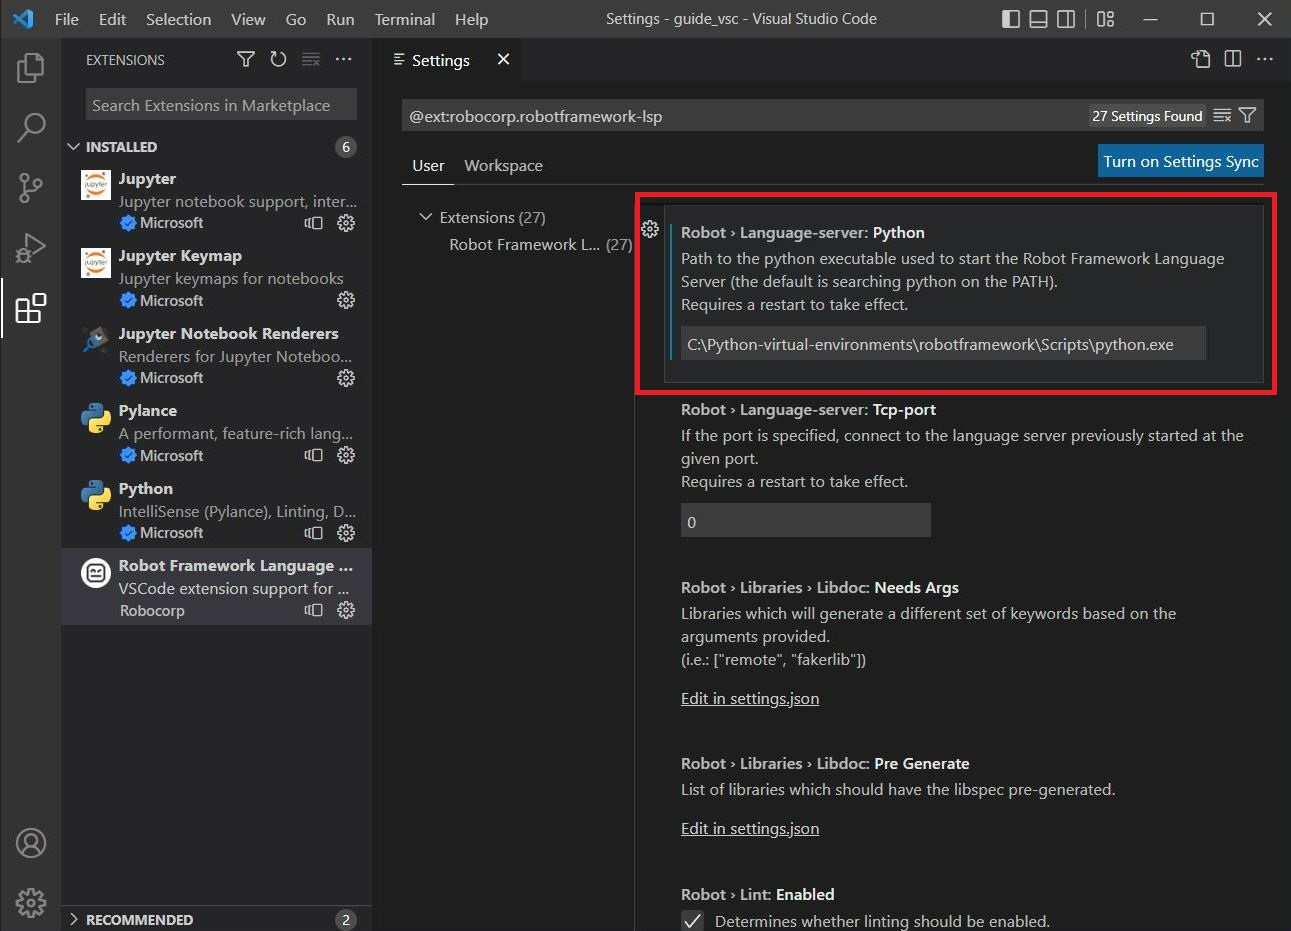 File Edit Selection View Go Run Terminal Help Settings - guide_vsc - Visual Studio Code
EXTENSIONS
Search Extensions in Marketplace
INSTALLED 6
Jupyter
Jupyter notebook support, inter...
Microsoft
Jupyter Keymap
Jupyter keymaps for notebooks
Microsoft
Jupyter Notebook Renderers
Renderers for Jupyter Noteboo...
Microsoft
Pylance
A performant, feature-rich lang...
Microsoft
Python
IntelliSense (Pylance), Linting, D...
Microsoft
Robot Framework Language ...
VSCode extension support for ...
Robocorp
RECOMMENDED 2
Settings
@ext:robocorp.robotframework-lsp 27 Settings Found
User Workspace Turn on Settings Sync
Extensions (27)
Robot Framework L... (27)
Robot › Language-server: Python
Path to the python executable used to start the Robot Framework Language
Server (the default is searching python on the PATH).
Requires a restart to take effect.
C:\Python-virtual-environments\robotframework\Scripts\python.exe
Robot › Language-server: Tcp-port
If the port is specified, connect to the language server previously started at the
given port.
Requires a restart to take effect.
0
Robot › Libraries › Libdoc: Needs Args
Libraries which will generate a different set of keywords based on the
arguments provided.
(i.e.: ["remote", "fakerlib"])
Edit in settings.json
Robot › Libraries › Libdoc: Pre Generate
List of libraries which should have the libspec pre-generated.
Edit in settings.json
Robot › Lint: Enabled
Determines whether linting should be enabled.